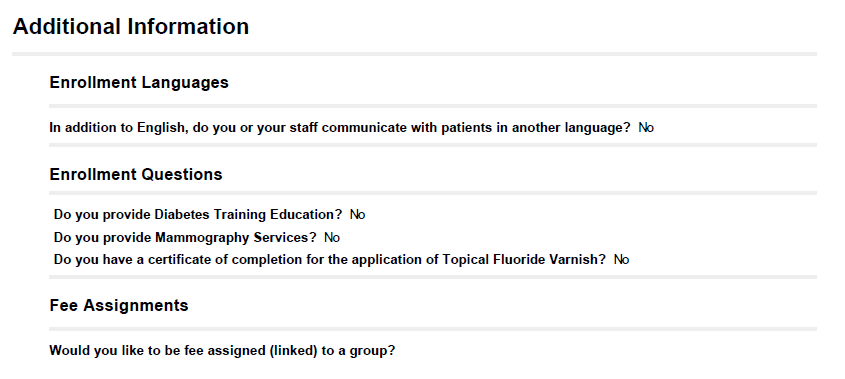 Additional Information
Enrollment Languages
In addition to English, do you or your staff communicate with patients in another language? No
Enrollment Questions
Do you provide Diabetes Training Education? No
Do you provide Mammography Services? No
Do you have a certificate of completion for the application of Topical Fluoride Varnish? No
Fee Assignments
Would you like to be fee assigned (linked) to a group?